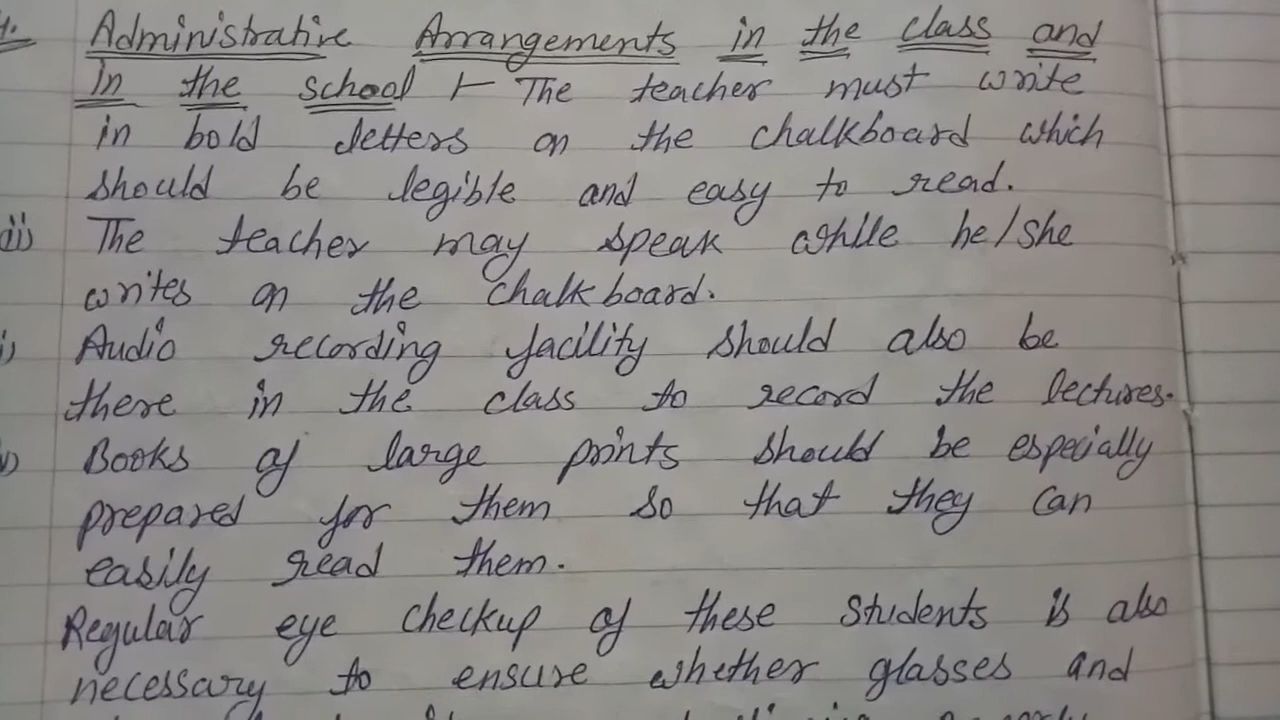 Administrative Arrangements in the class and
in the school :- The teacher must write
in bold letters on the chalkboard which
should be legible and easy to read.
ii) The teacher may speak while he/she
writes on the chalkboard.
Audio recording facility should also be
there in the class to record the lectures.
Books of large prints should be especially
prepared for them so that they can
easily read them.
Regular eye checkup of these students is also
necessary to ensure whether glasses and